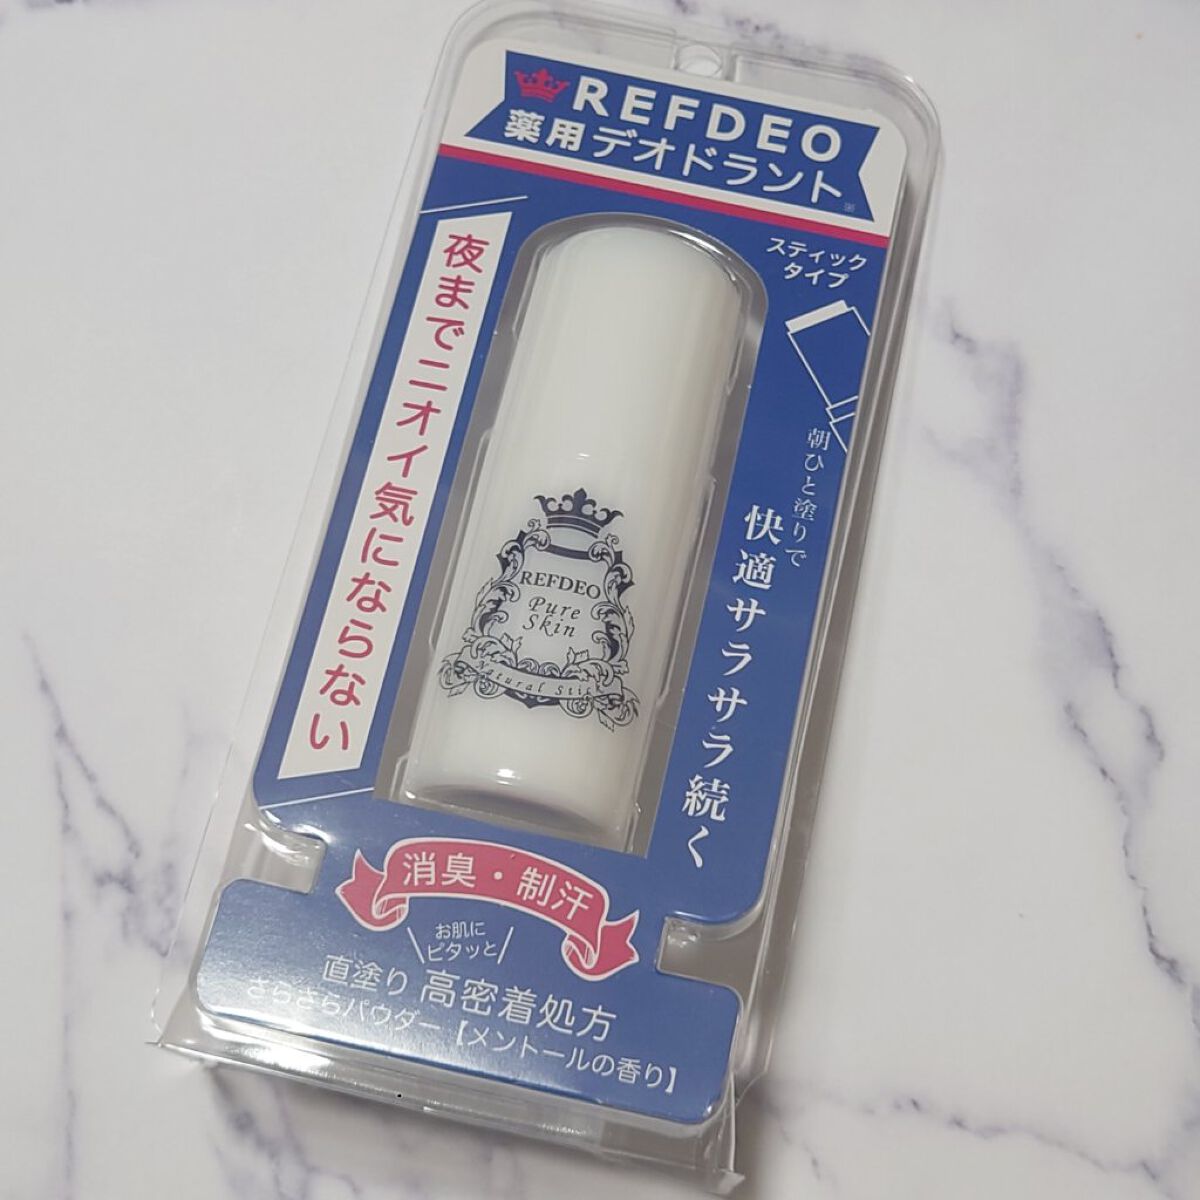 REFDEO
薬用デオドラント
※
スティック
タイプ
夜までニオイ気にならない
朝ひと塗りで
快適サラサラ続く
REFDEO
Pure
Skin
Natural Stick
消臭・制汗
お肌に
ピタッと
直塗り 高密着処方
さらさらパウダー【メントールの香り】